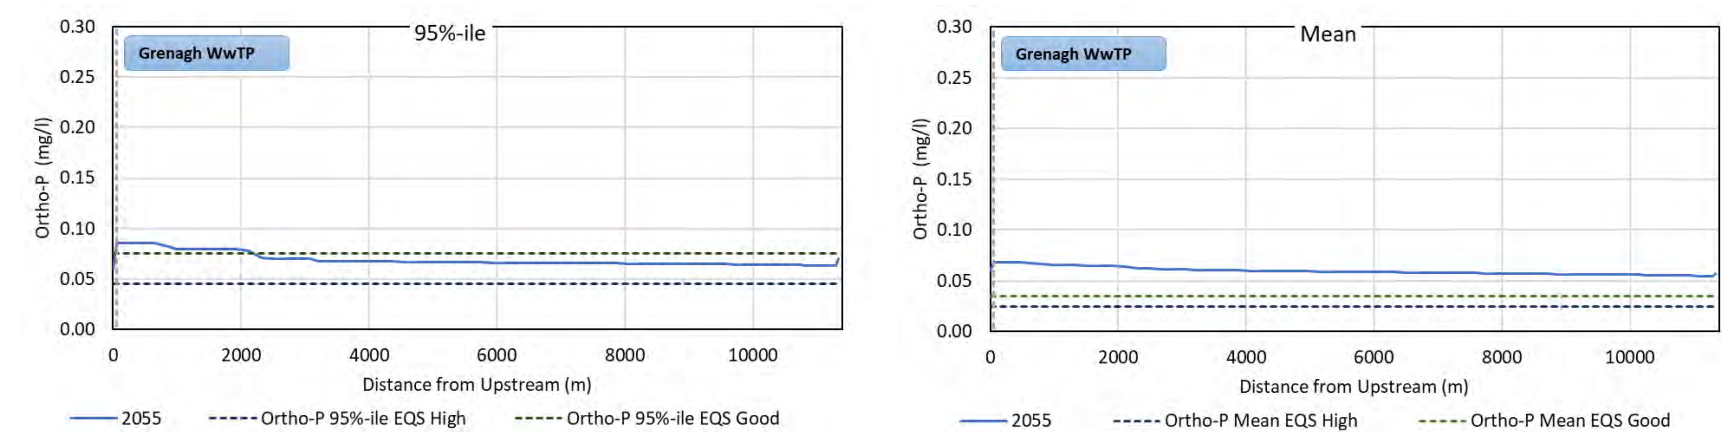 95%-ile
Grenagh WwTP
0.30
0.25
0.20
0.15
0.10
0.05
0.00
Ortho-P (mg/l)
0 2000 4000 6000 8000 10000
Distance from Upstream (m)
2055 Ortho-P 95%-ile EQS High Ortho-P 95%-ile EQS Good
Mean
Grenagh WwTP
0.30
0.25
0.20
0.15
0.10
0.05
0.00
Ortho-P (mg/l)
0 2000 4000 6000 8000 10000
Distance from Upstream (m)
2055 Ortho-P Mean EQS High Ortho-P Mean EQS Good